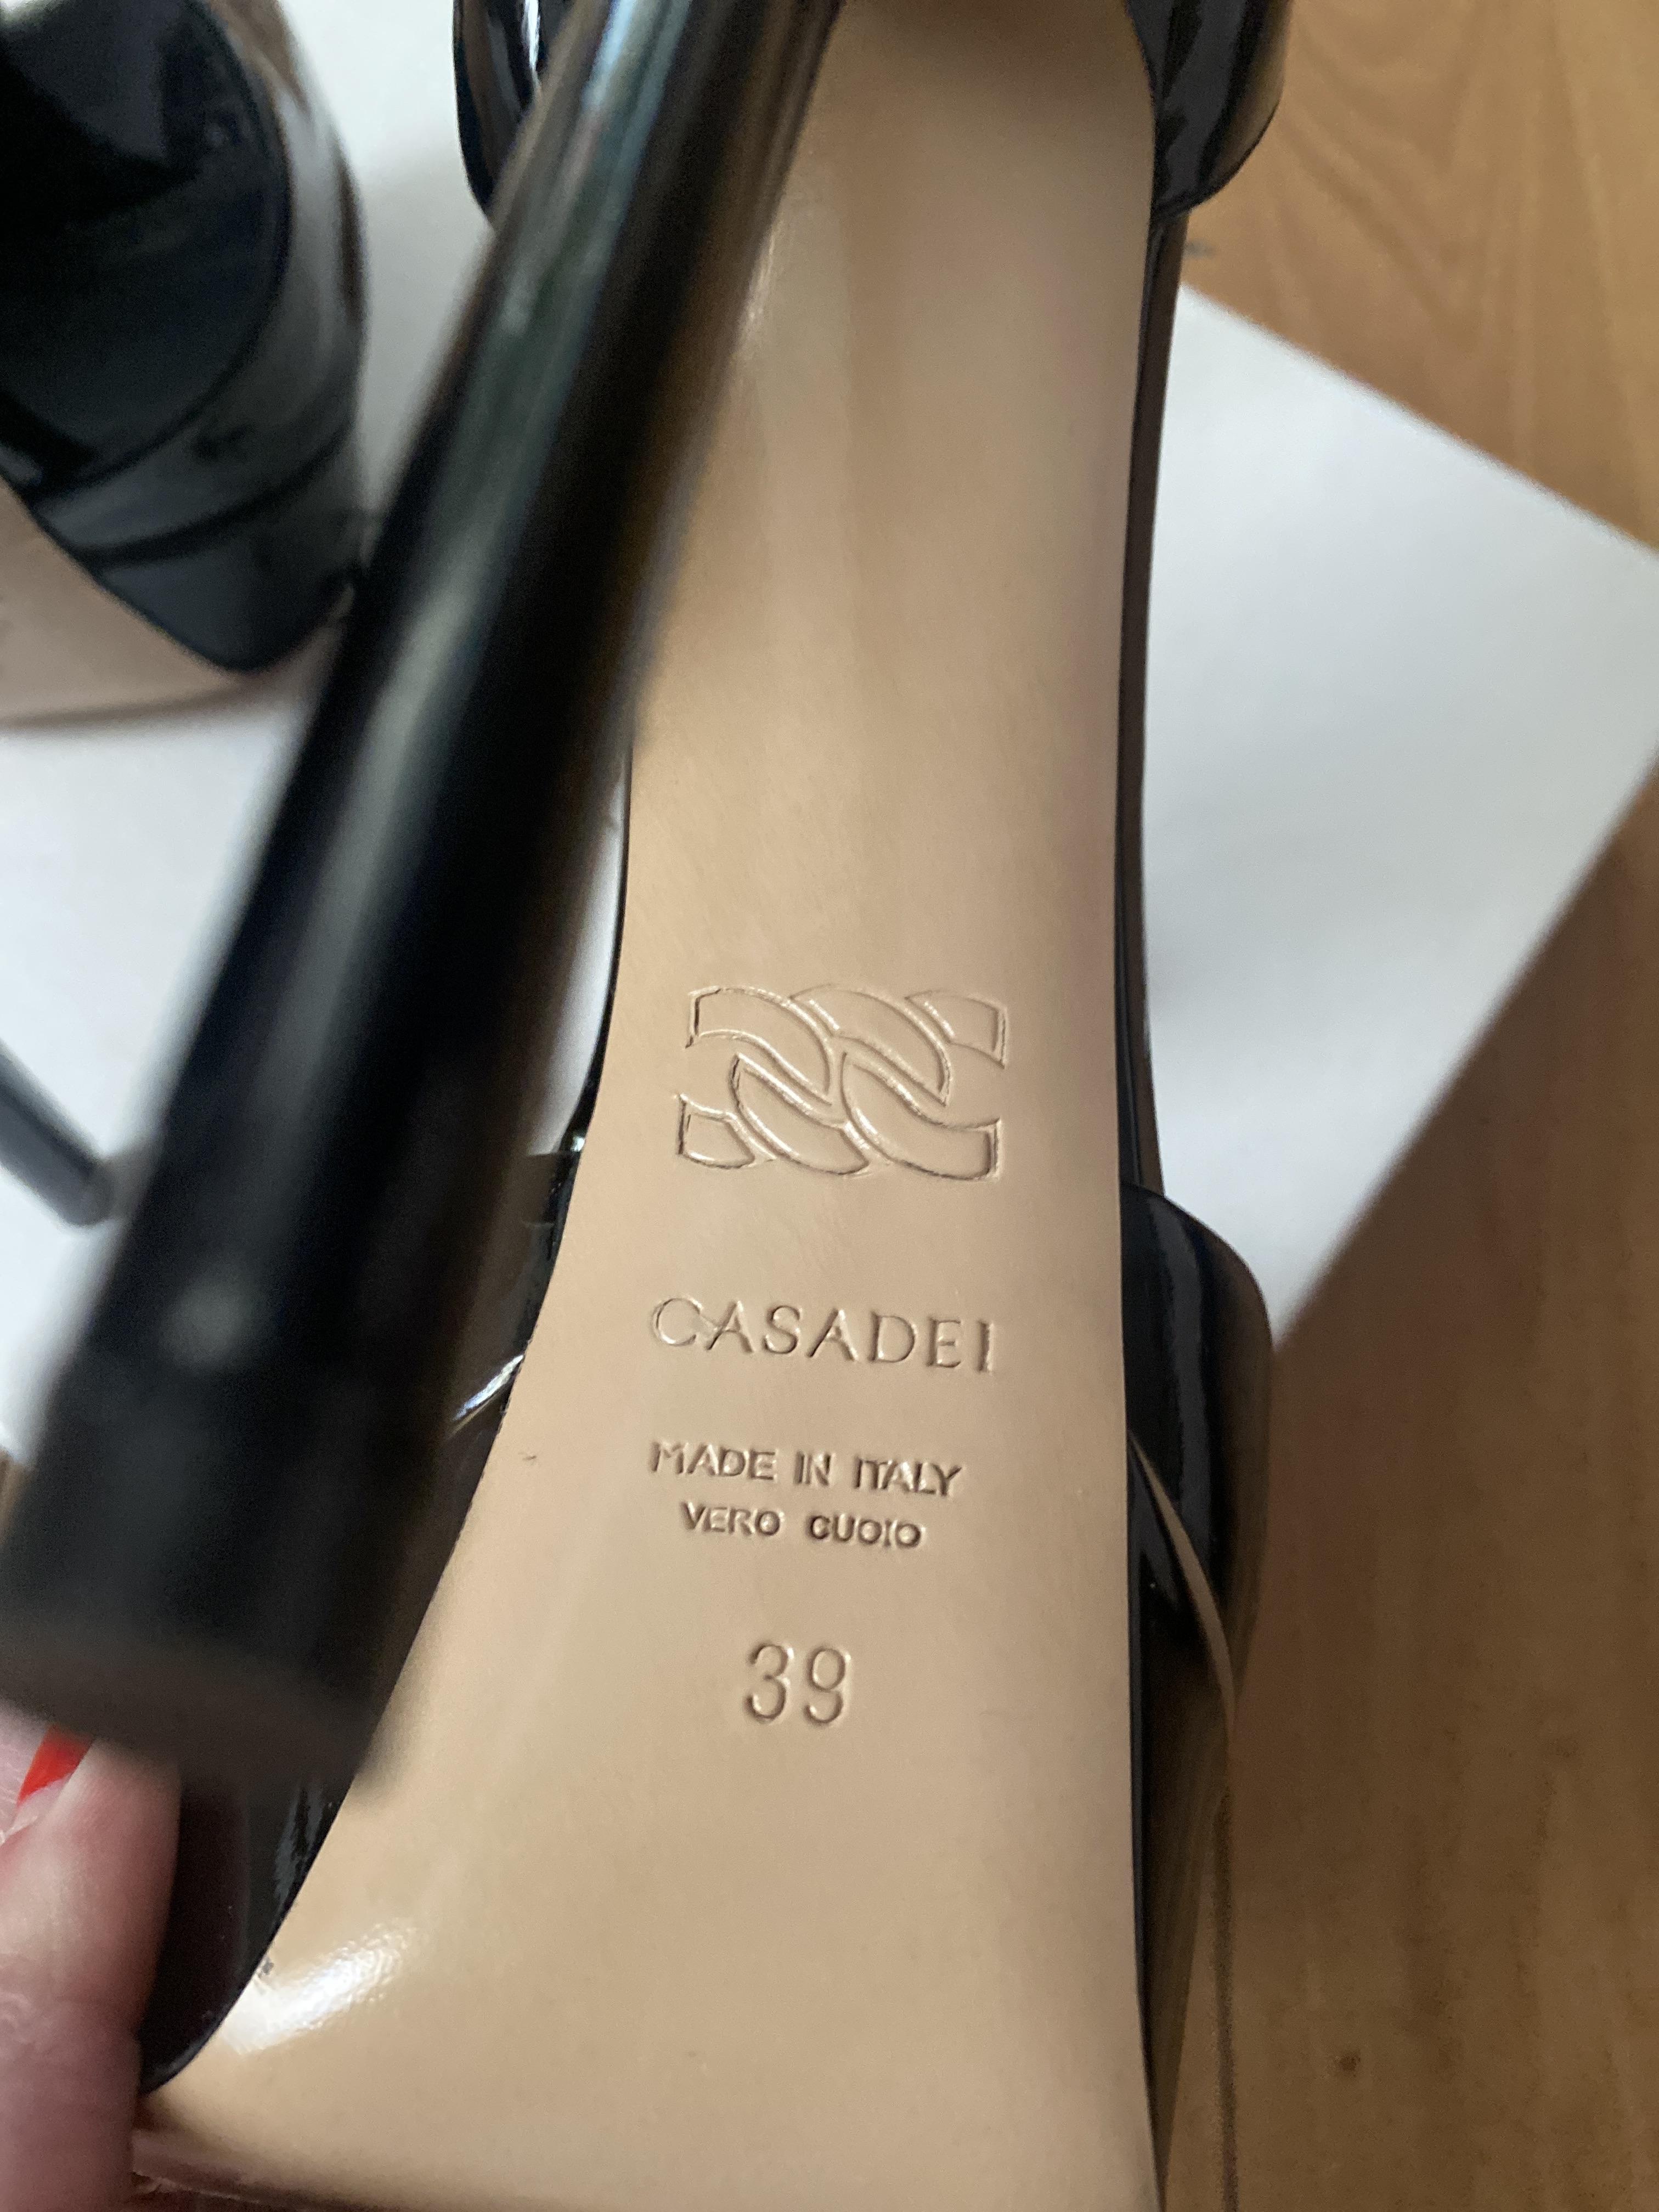 CASADEI
MADE IN ITALY
VERO CUOIO
39